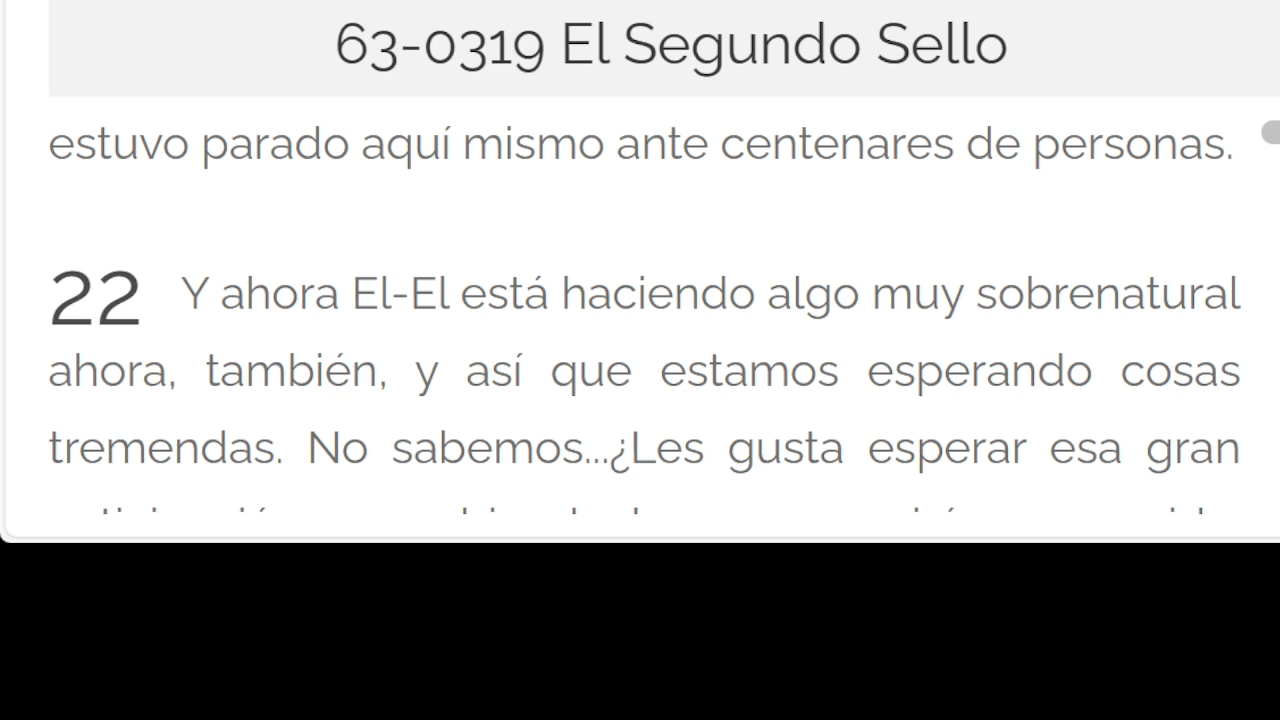 63-0319 El Segundo Sello
estuvo parado aquí mismo ante centenares de personas.
22 Y ahora El-El está haciendo algo muy sobrenatural
ahora, también, y así que estamos esperando cosas
tremendas. No sabemos...¿Les gusta esperar esa gran